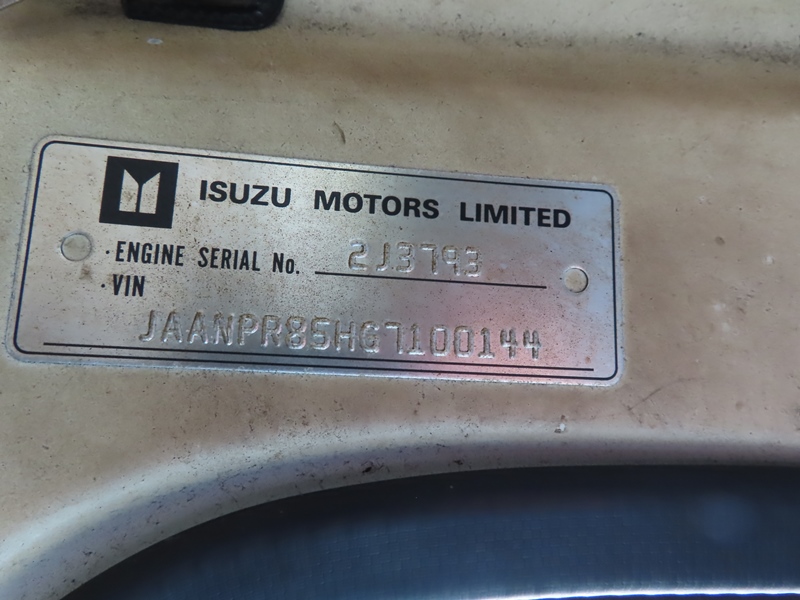 ISUZU MOTORS LIMITED
·ENGINE SERIAL No. 2J3793
·VIN
JAANPR85HG7100144